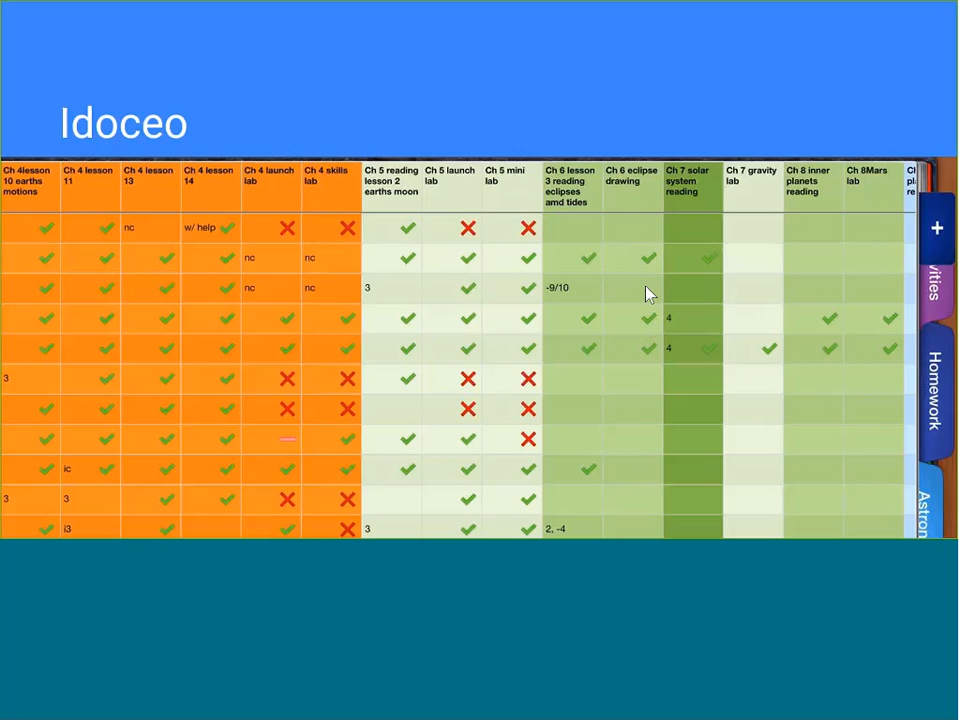 Idoceo
Ch 4lesson 10 earths motions
Ch 4 lesson 11
Ch 4 lesson 13
Ch 4 lesson 14
Ch 4 launch lab
Ch 4 skills lab
Ch 5 reading lesson 2 earths moon
Ch 5 launch lab
Ch 5 mini lab
Ch 6 lesson 3 reading eclipses amd tides
Ch 6 eclipse drawing
Ch 7 solar system reading
Ch 7 gravity lab
Ch 8 inner planets reading
Ch 8Mars lab
+
nc w/ help
nc nc
nc nc 3 -9/10
vities
4
4
Homework
3
ic
3 3
Astron
i3 3 2, -4